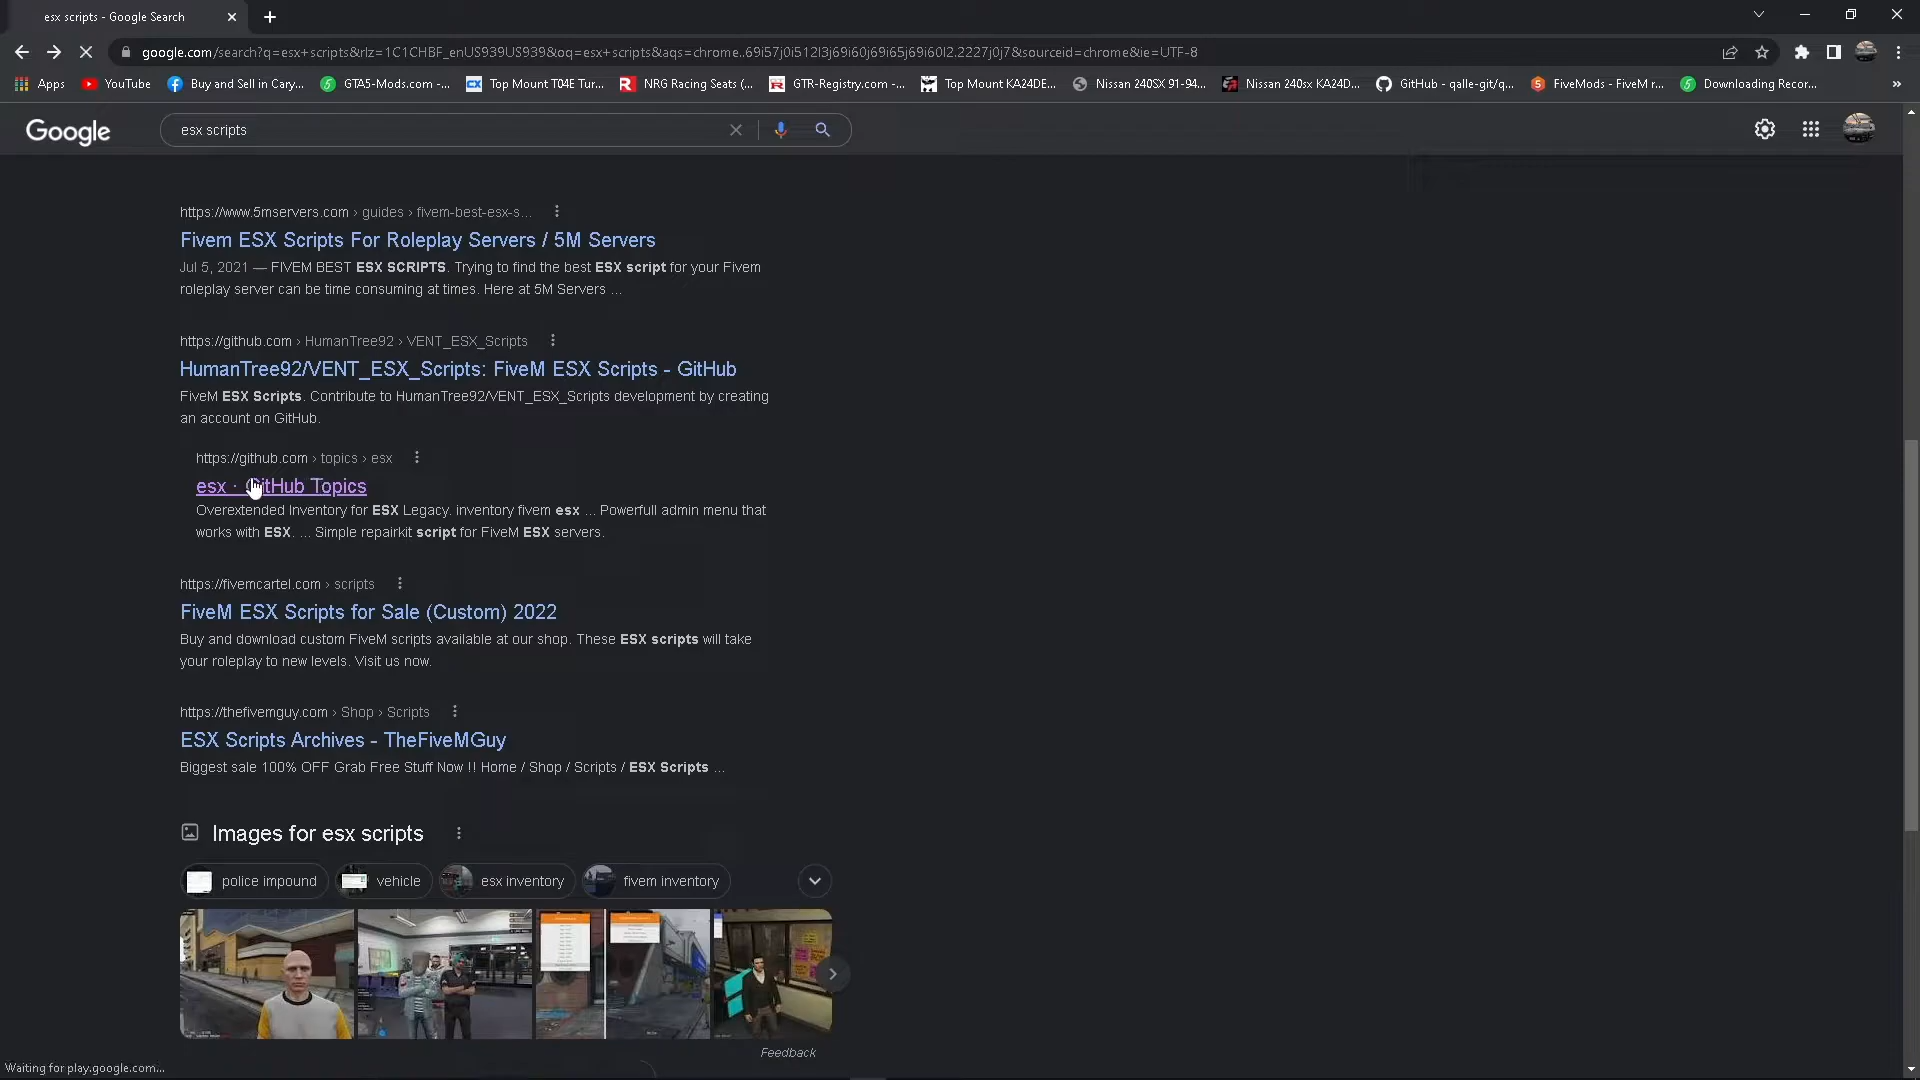 esx scripts - Google Search
google.com/search?q=esx+scripts&rlz=1C1CHBF_enUS939US939&oq=esx+scripts&aqs=chrome..69i57j0i512l3j69i60j69i65j69i60l2.2227j0j7&sourceid=chrome&ie=UTF-8
Apps YouTube Buy and Sell in Cary... GTA5-Mods.com -... Top Mount T04E Tur... NRG Racing Seats (... GTR-Registry.com -... Top Mount KA24DE... Nissan 240SX 91-94... Nissan 240sx KA24D... GitHub - qalle-git/q... FiveMods - FiveM r... Downloading Recor... »
Google esx scripts
https://www.5mservers.com › guides › fivem-best-esx-s...
Fivem ESX Scripts For Roleplay Servers / 5M Servers
Jul 5, 2021 — FIVEM BEST ESX SCRIPTS. Trying to find the best ESX script for your Fivem
roleplay server can be time consuming at times. Here at 5M Servers ...
https://github.com › HumanTree92 › VENT_ESX_Scripts
HumanTree92/VENT_ESX_Scripts: FiveM ESX Scripts - GitHub
FiveM ESX Scripts. Contribute to HumanTree92/VENT_ESX_Scripts development by creating
an account on GitHub.
https://github.com › topics › esx
esx · GitHub Topics
Overextended Inventory for ESX Legacy. inventory fivem esx ... Powerfull admin menu that
works with ESX. ... Simple repairkit script for FiveM ESX servers.
https://fivemcartel.com › scripts
FiveM ESX Scripts for Sale (Custom) 2022
Buy and download custom FiveM scripts available at our shop. These ESX scripts will take
your roleplay to new levels. Visit us now.
https://thefivemguy.com › Shop › Scripts
ESX Scripts Archives - TheFiveMGuy
Biggest sale 100% OFF Grab Free Stuff Now !! Home / Shop / Scripts / ESX Scripts ...
Images for esx scripts
police impound vehicle esx inventory fivem inventory
Feedback
Waiting for play.google.com...